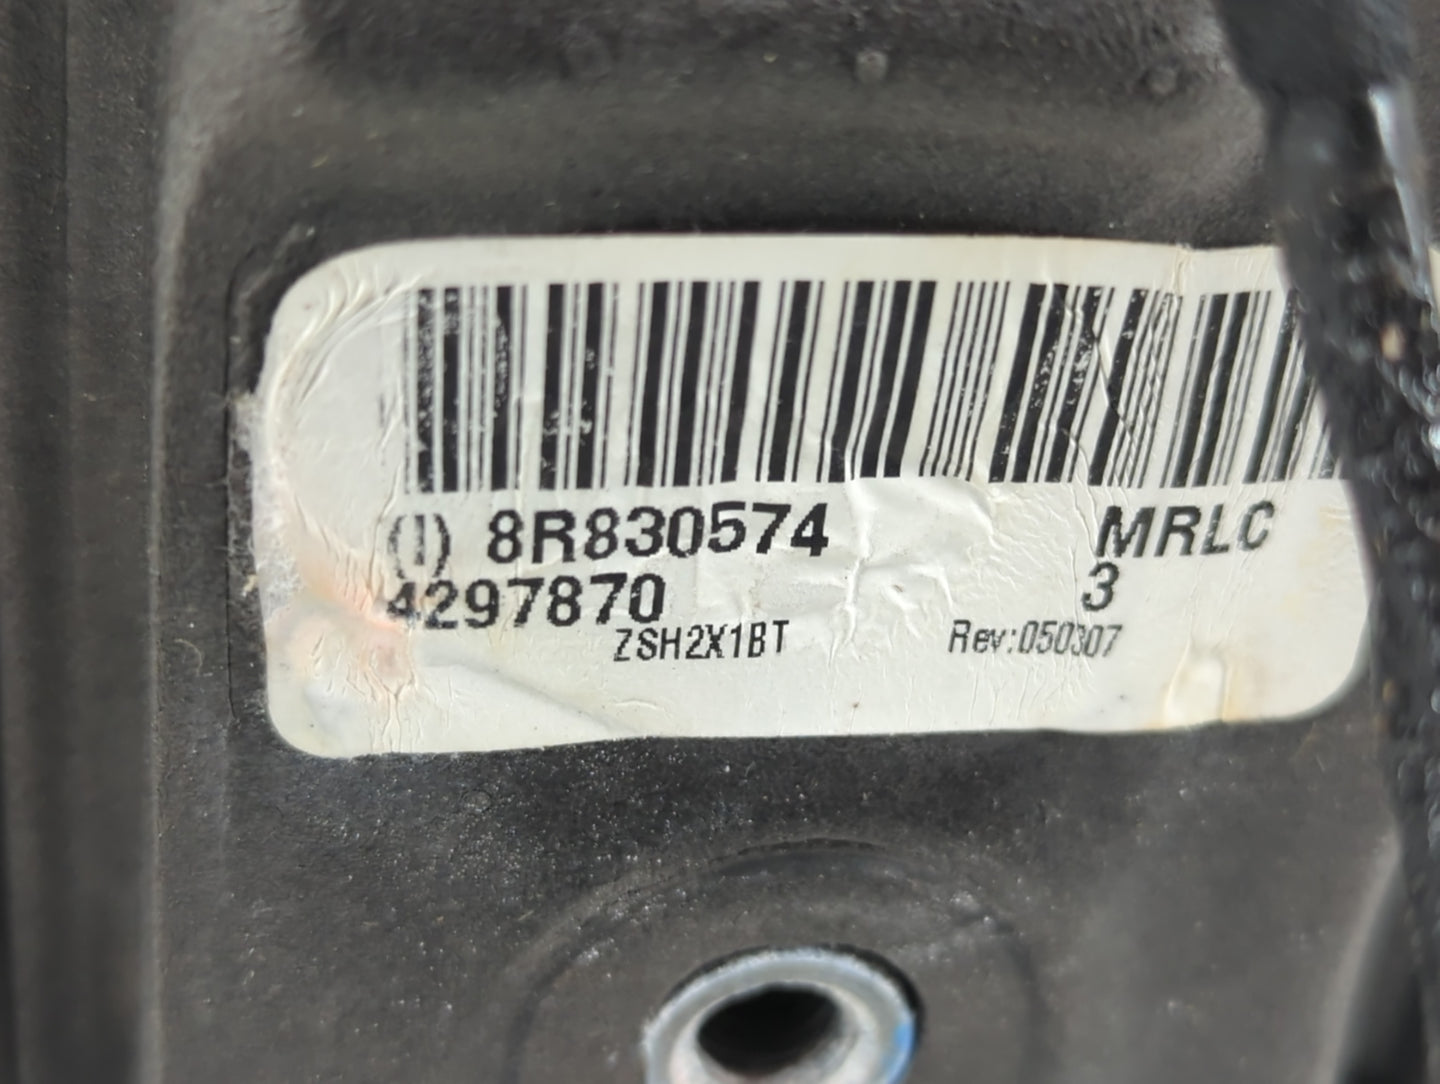 (I) 8R830574 MRLC
4297870 3
ZSH2X1BT Rev:050307